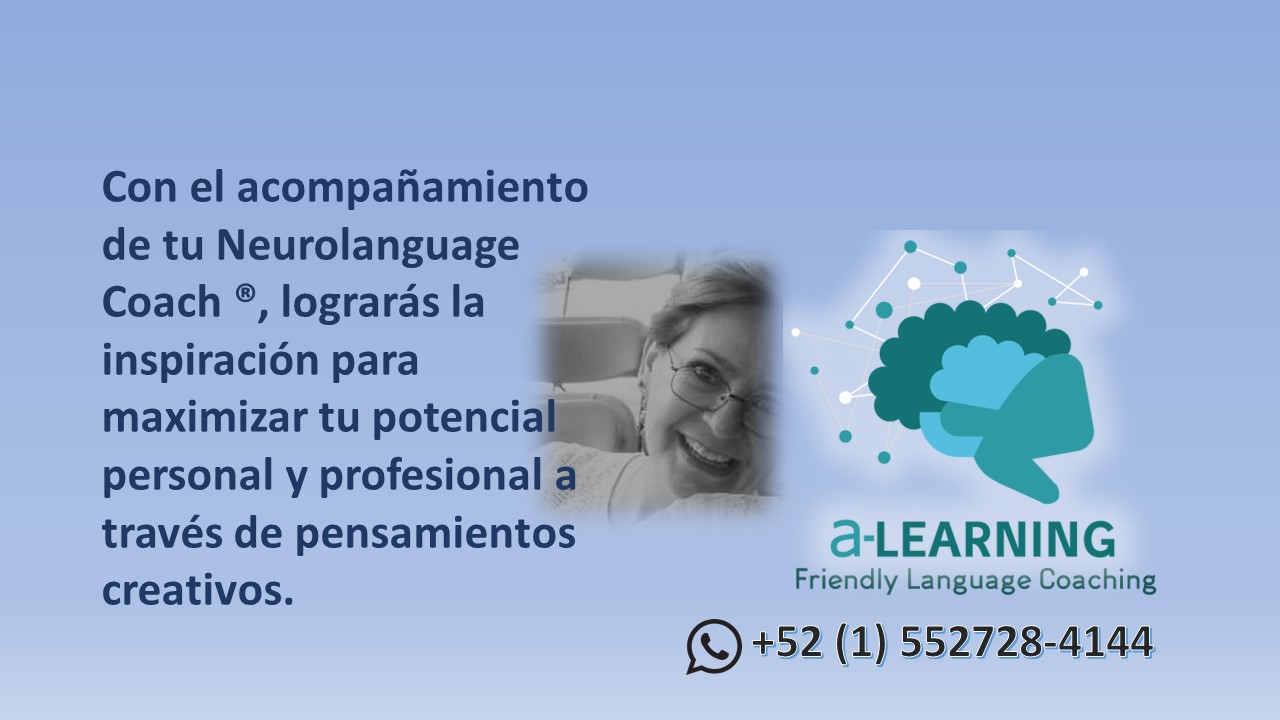 Con el acompañamiento
de tu Neurolanguage
Coach ®, lograrás la
inspiración para
maximizar tu potencial
personal y profesional a
través de pensamientos
creativos.
a-LEARNING
Friendly Language Coaching
+52 (1) 552728-4144